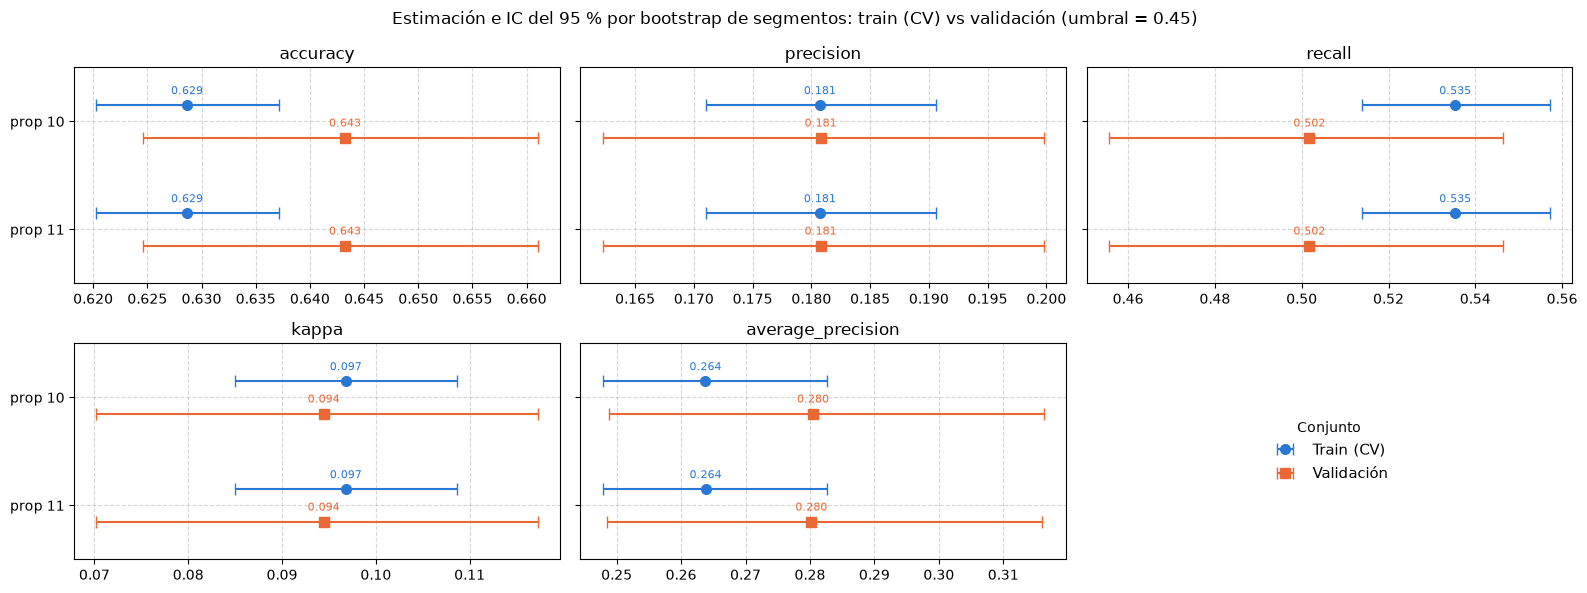 Estimación e IC del 95 % por bootstrap de segmentos: train (CV) vs validación (umbral = 0.45)
accuracy
precision
recall
prop 10
prop 11
0.629
0.643
0.629
0.643
0.181
0.181
0.181
0.181
0.535
0.502
0.535
0.502
0.620 0.625 0.630 0.635 0.640 0.645 0.650 0.655 0.660
0.165 0.170 0.175 0.180 0.185 0.190 0.195 0.200
0.46 0.48 0.50 0.52 0.54 0.56
kappa
average_precision
prop 10
prop 11
0.097
0.094
0.097
0.094
0.264
0.280
0.264
0.280
0.07 0.08 0.09 0.10 0.11
0.25 0.26 0.27 0.28 0.29 0.30 0.31
Conjunto
Train (CV)
Validación